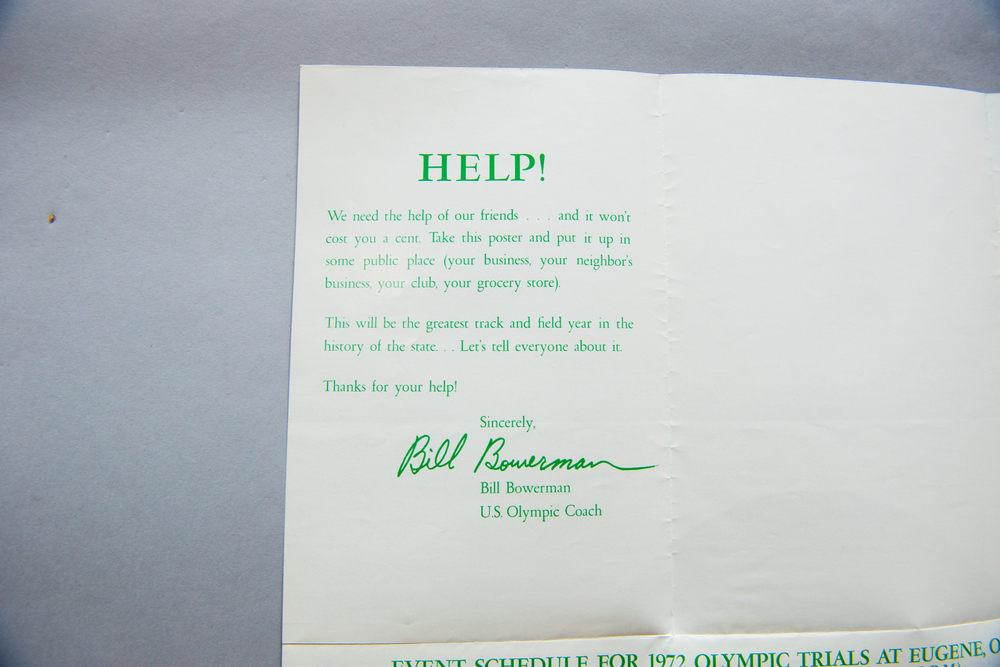 HELP!
We need the help of our friends . . . and it won't
cost you a cent. Take this poster and put it up in
some public place (your business, your neighbor's
business, your club, your grocery store).
This will be the greatest track and field year in the
history of the state. . . Let's tell everyone about it.
Thanks for your help!
Sincerely,
Bill Bowerman
Bill Bowerman
U.S. Olympic Coach
EVENT SCHEDULE FOR 1972 OLYMPIC TRIALS AT EUGENE, O